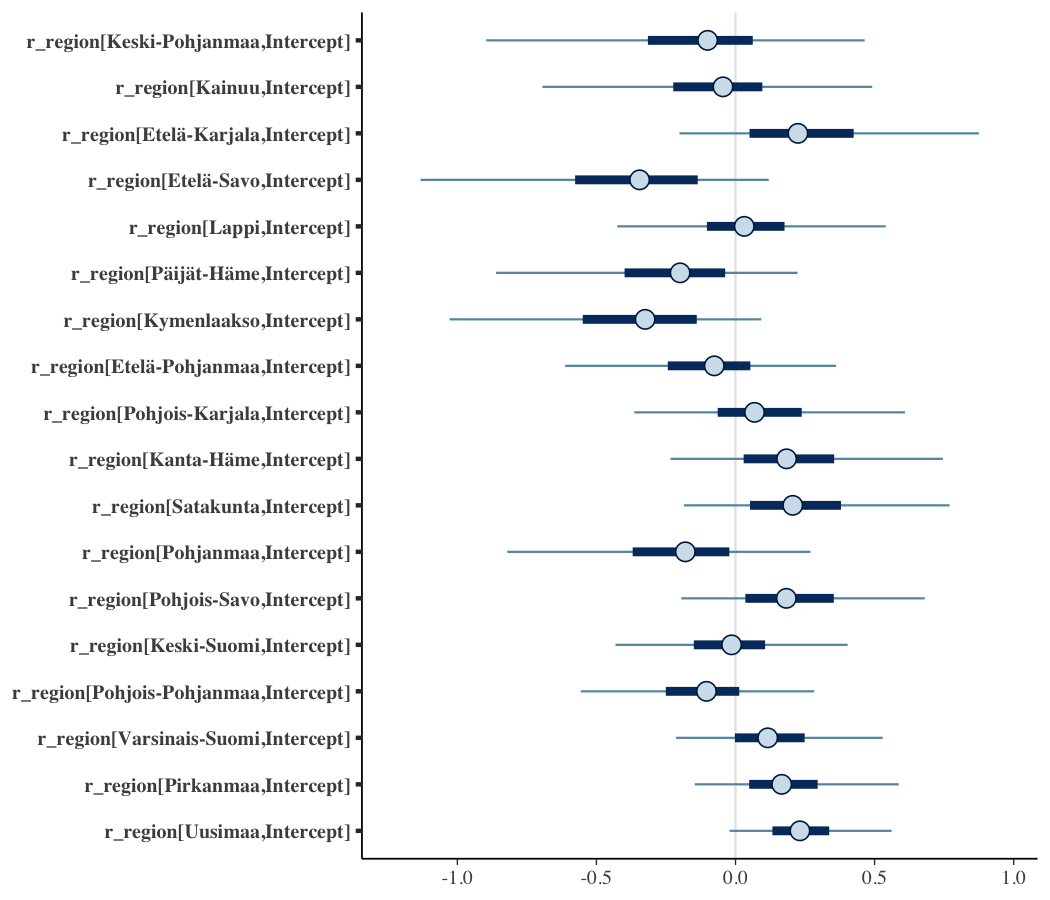 r_region[Keski-Pohjanmaa,Intercept]
r_region[Kainuu,Intercept]
r_region[Etelä-Karjala,Intercept]
r_region[Etelä-Savo,Intercept]
r_region[Lappi,Intercept]
r_region[Päijät-Häme,Intercept]
r_region[Kymenlaakso,Intercept]
r_region[Etelä-Pohjanmaa,Intercept]
r_region[Pohjois-Karjala,Intercept]
r_region[Kanta-Häme,Intercept]
r_region[Satakunta,Intercept]
r_region[Pohjanmaa,Intercept]
r_region[Pohjois-Savo,Intercept]
r_region[Keski-Suomi,Intercept]
r_region[Pohjois-Pohjanmaa,Intercept]
r_region[Varsinais-Suomi,Intercept]
r_region[Pirkanmaa,Intercept]
r_region[Uusimaa,Intercept]
-1.0 -0.5 0.0 0.5 1.0